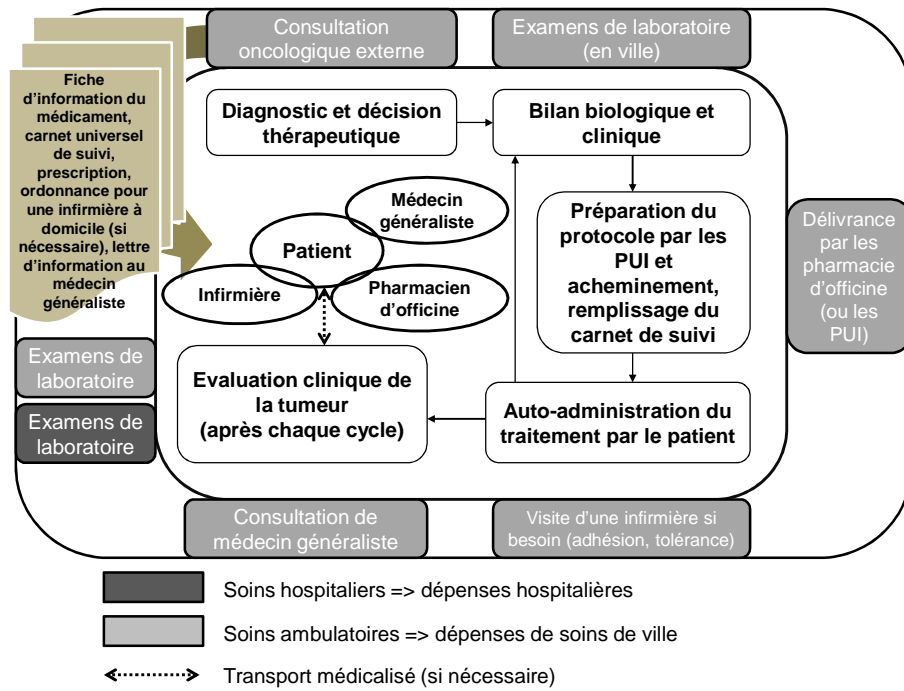 Consultation
oncologique externe
Examens de laboratoire
(en ville)
Fiche
d’information du
médicament,
carnet universel
de suivi,
prescription,
ordonnance pour
une infirmière à
domicile (si
nécessaire), lettre
d’information au
médecin
généraliste
Diagnostic et décision
thérapeutique
Bilan biologique et
clinique
Médecin
généraliste
Patient
Infirmière
Pharmacien
d’officine
Préparation du
protocole par les
PUI et
acheminement,
remplissage du
carnet de suivi
Délivrance
par les
pharmacie
d’officine
(ou les
PUI)
Examens de
laboratoire
Examens de
laboratoire
Evaluation clinique de
la tumeur
(après chaque cycle)
Auto-administration du
traitement par le patient
Consultation de
médecin généraliste
Visite d’une infirmière si
besoin (adhésion, tolérance)
Soins hospitaliers => dépenses hospitalières
Soins ambulatoires => dépenses de soins de ville
Transport médicalisé (si nécessaire)